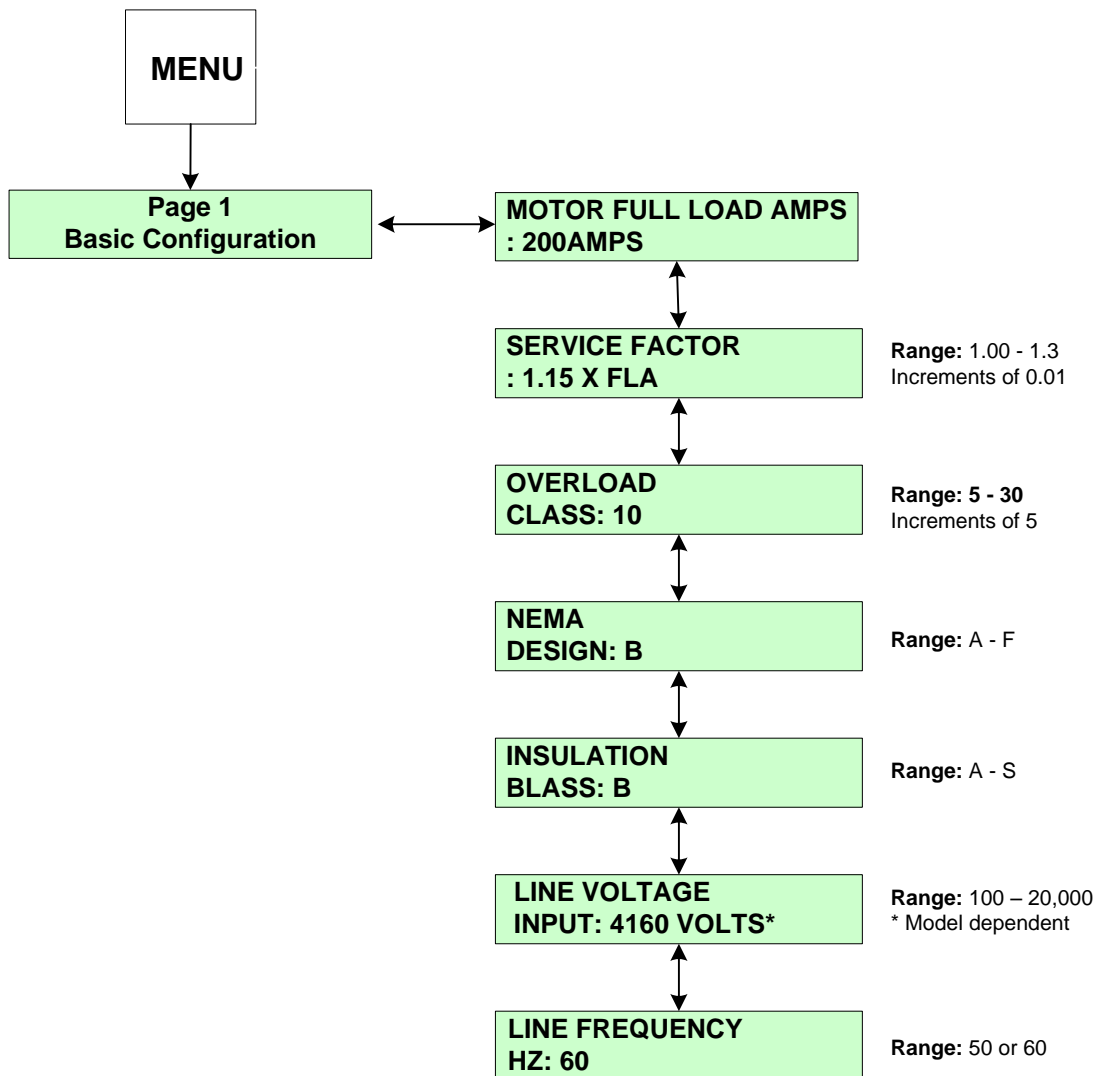 MENU
Page 1
Basic Configuration
MOTOR FULL LOAD AMPS
: 200AMPS
SERVICE FACTOR
: 1.15 X FLA
Range: 1.00 - 1.3
Increments of 0.01
OVERLOAD
CLASS: 10
Range: 5 - 30
Increments of 5
NEMA
DESIGN: B
Range: A - F
INSULATION
BLASS: B
Range: A - S
LINE VOLTAGE
INPUT: 4160 VOLTS*
Range: 100 – 20,000
* Model dependent
LINE FREQUENCY
HZ: 60
Range: 50 or 60